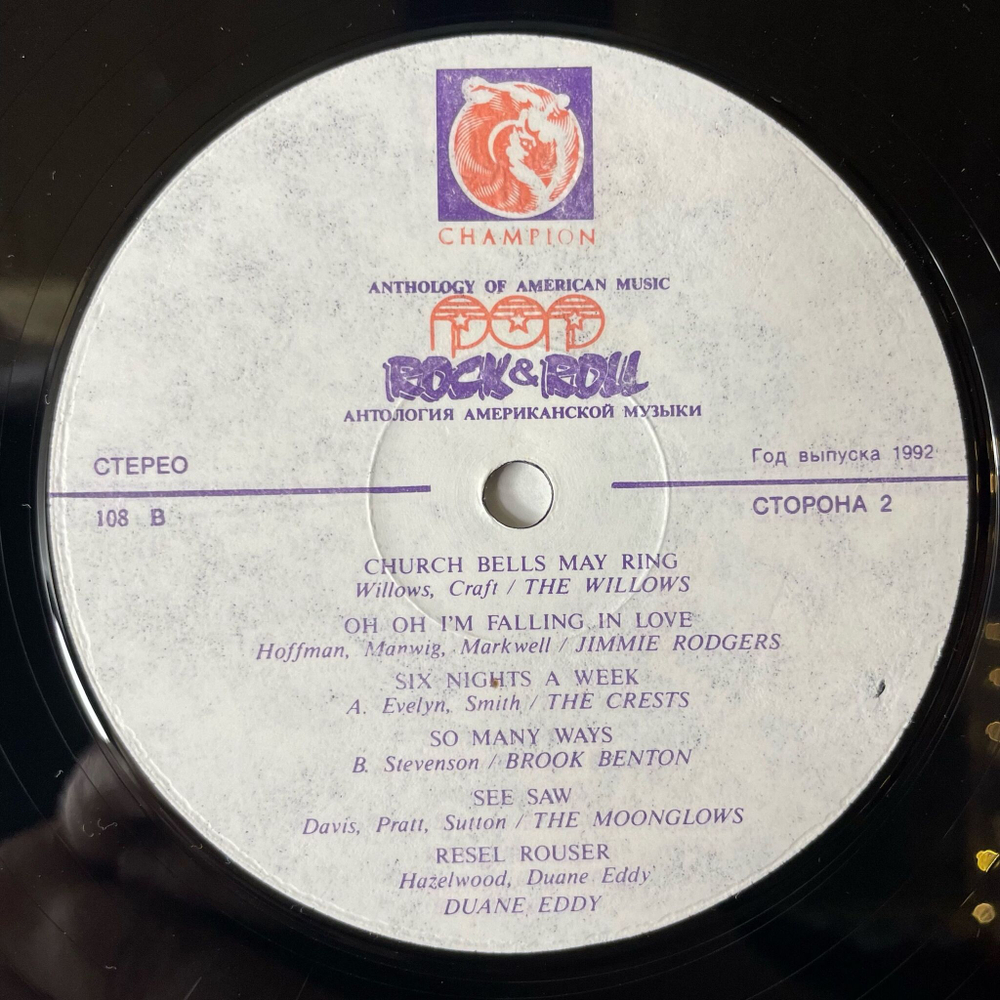 CHAMPION
ANTHOLOGY OF AMERICAN MUSIC
POP
ROCK & ROLL
АНТОЛОГИЯ АМЕРИКАНСКОЙ МУЗЫКИ
СТЕРЕО
Год выпуска 1992
108 B
СТОРОНА 2
CHURCH BELLS MAY RING
Willows, Craft / THE WILLOWS
OH OH I'M FALLING IN LOVE
Hoffman, Manwig, Markwell / JIMMIE RODGERS
SIX NIGHTS A WEEK
A. Evelyn, Smith / THE CRESTS
SO MANY WAYS
B. Stevenson / BROOK BENTON
SEE SAW
Davis, Pratt, Sutton / THE MOONGLOWS
RESEL ROUSER
Hazelwood, Duane Eddy
DUANE EDDY